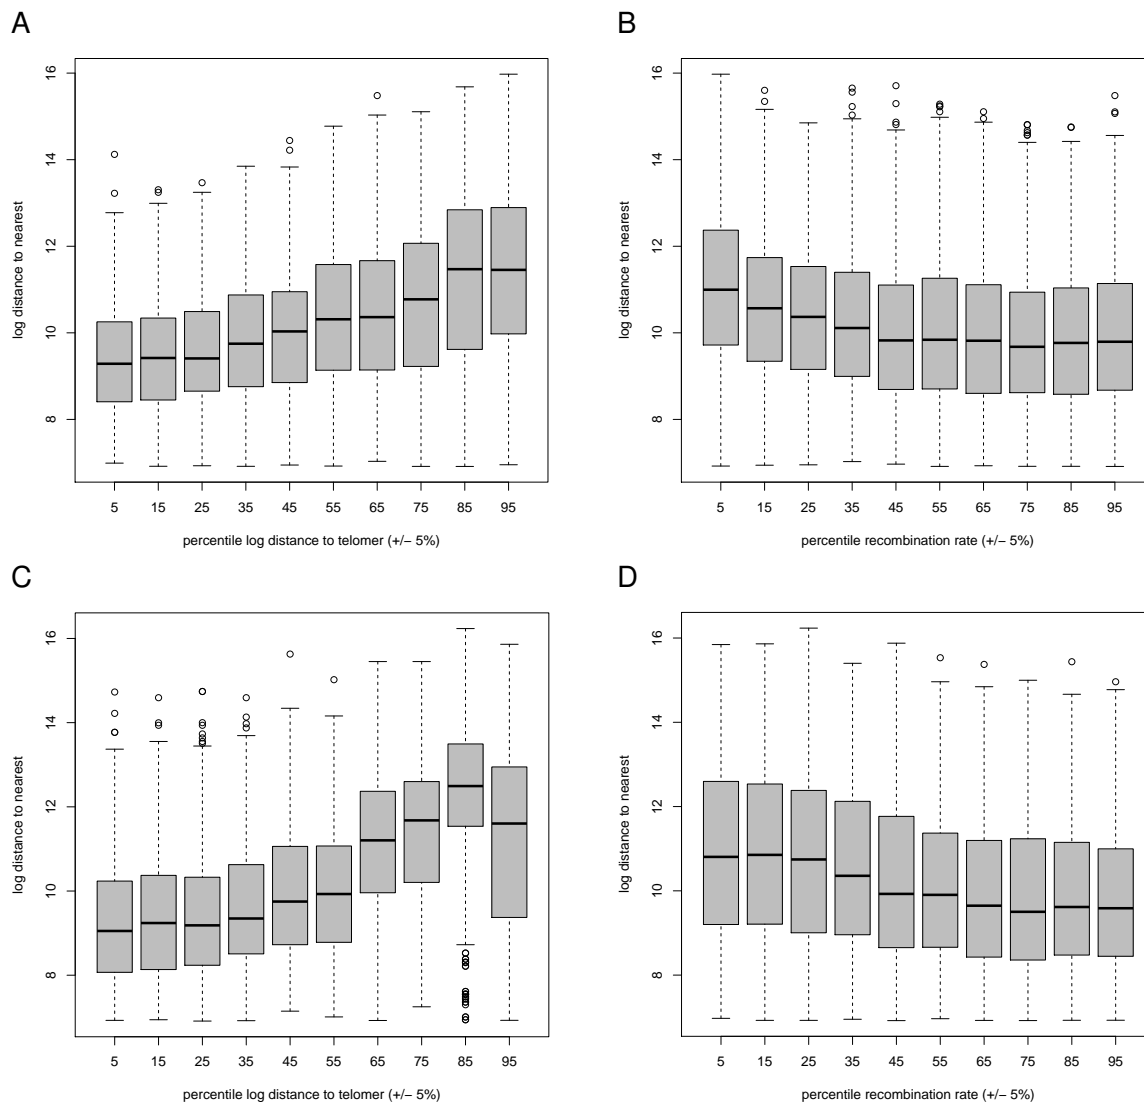 A
B
16
14
12
10
8
log distance to nearest
5 15 25 35 45 55 65 75 85 95
percentile log distance to telomer (+/− 5%)
16
14
12
10
8
log distance to nearest
5 15 25 35 45 55 65 75 85 95
percentile recombination rate (+/− 5%)
C
D
16
14
12
10
8
log distance to nearest
5 15 25 35 45 55 65 75 85 95
percentile log distance to telomer (+/− 5%)
16
14
12
10
8
log distance to nearest
5 15 25 35 45 55 65 75 85 95
percentile recombination rate (+/− 5%)